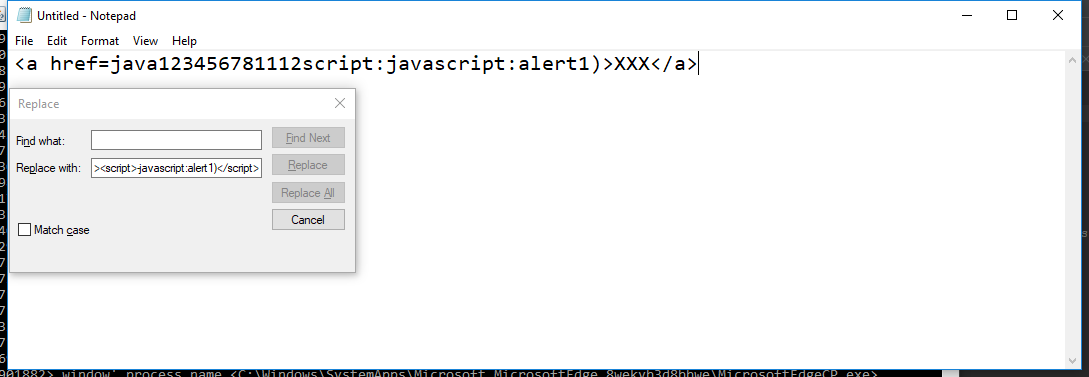 Untitled - Notepad
File Edit Format View Help
<a href=java123456781112script:javascript:alert1)>XXX</a>
Replace
Find what:
Find Next
Replace with: ><script>-javascript:alert1)</script>
Replace
Replace All
Cancel
Match case
901882> window' process name <C:\Windows\SystemApps\Microsoft.MicrosoftEdge_8wekyb3d8bbwe\MicrosoftEdgeCP.exe>